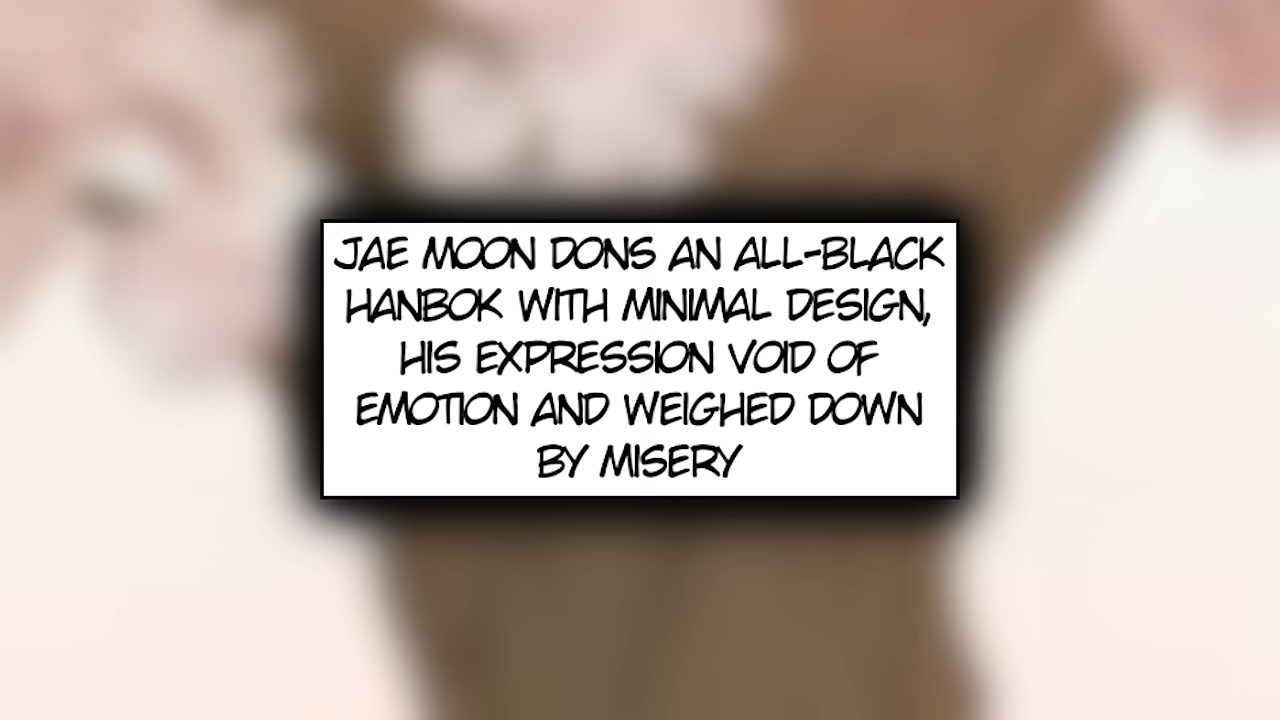 JAE MOON DONS AN ALL-BLACK
HANBOK WITH MINIMAL DESIGN,
HIS EXPRESSION VOID OF
EMOTION AND WEIGHED DOWN
BY MISERY